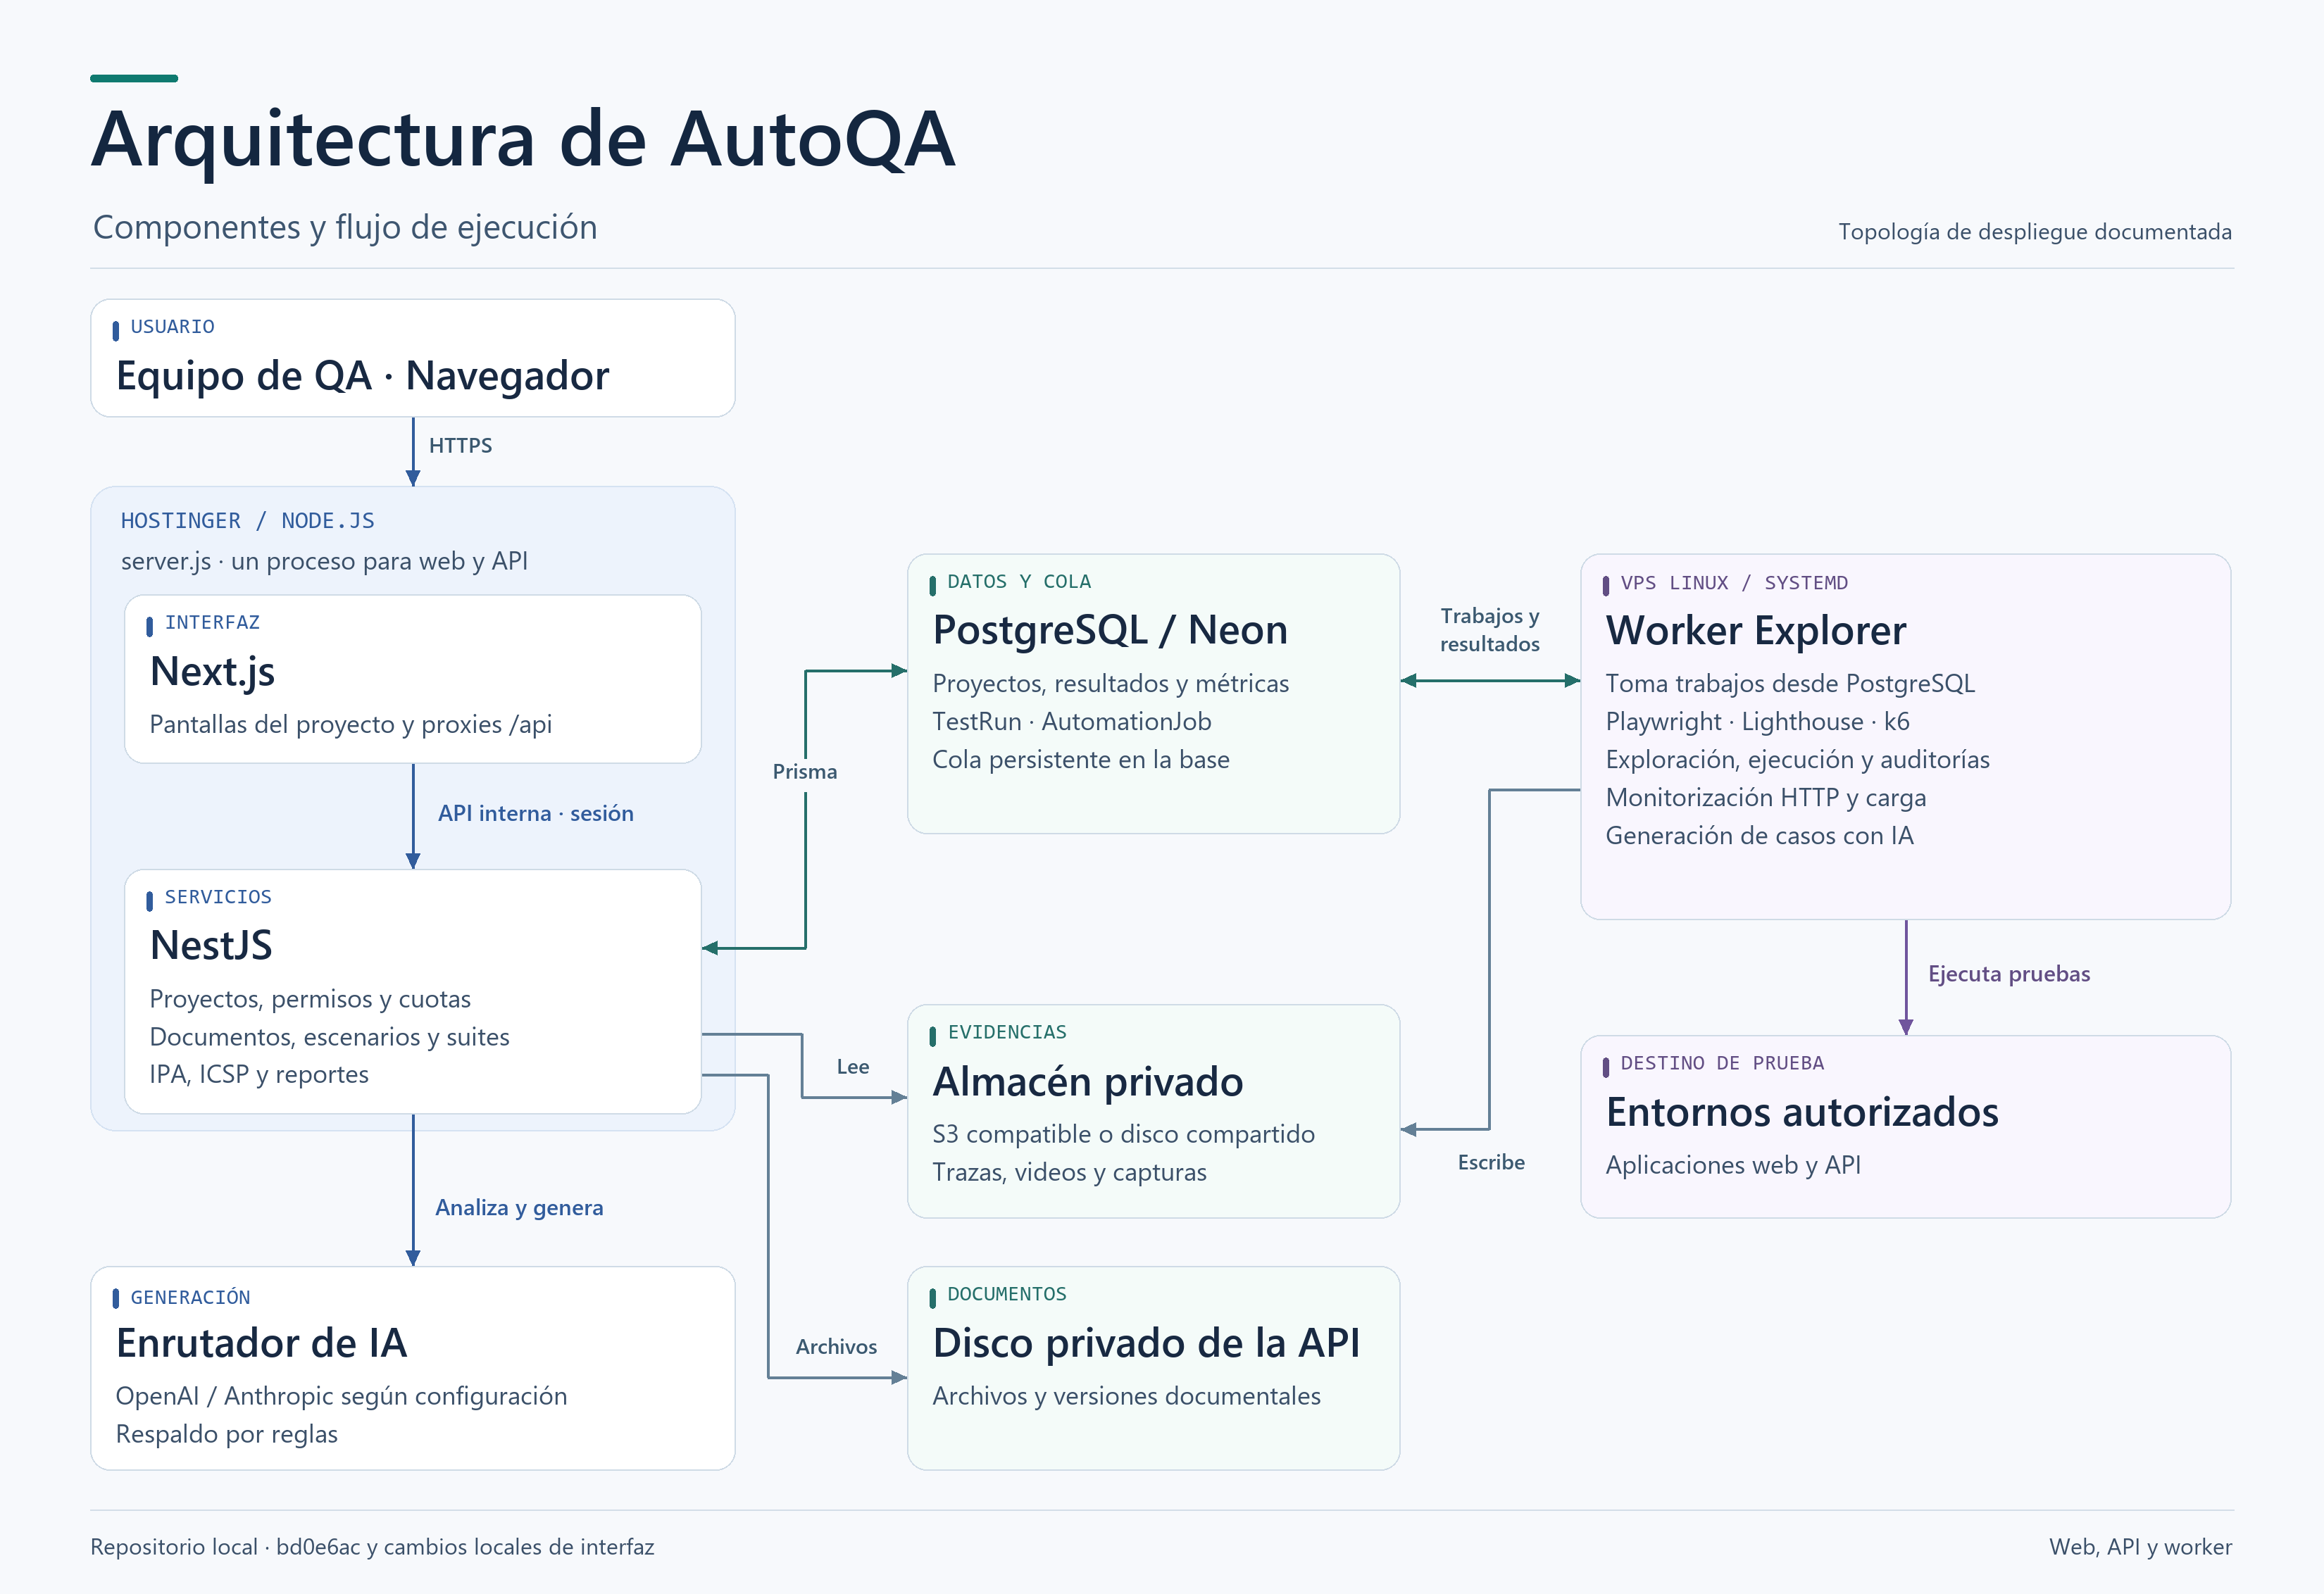 Arquitectura de AutoQA
Componentes y flujo de ejecución
Topología de despliegue documentada
USUARIO
Equipo de QA · Navegador
HTTPS
HOSTINGER / NODE.JS
server.js · un proceso para web y API
INTERFAZ
Next.js
Pantallas del proyecto y proxies /api
API interna · sesión
SERVICIOS
NestJS
Proyectos, permisos y cuotas
Documentos, escenarios y suites
IPA, ICSP y reportes
Analiza y genera
GENERACIÓN
Enrutador de IA
OpenAI / Anthropic según configuración
Respaldo por reglas
Prisma
Lee
Archivos
DATOS Y COLA
PostgreSQL / Neon
Proyectos, resultados y métricas
TestRun · AutomationJob
Cola persistente en la base
EVIDENCIAS
Almacén privado
S3 compatible o disco compartido
Trazas, videos y capturas
DOCUMENTOS
Disco privado de la API
Archivos y versiones documentales
Trabajos y
resultados
Escribe
VPS LINUX / SYSTEMD
Worker Explorer
Toma trabajos desde PostgreSQL
Playwright · Lighthouse · k6
Exploración, ejecución y auditorías
Monitorización HTTP y carga
Generación de casos con IA
Ejecuta pruebas
DESTINO DE PRUEBA
Entornos autorizados
Aplicaciones web y API
Repositorio local · bd0e6ac y cambios locales de interfaz
Web, API y worker